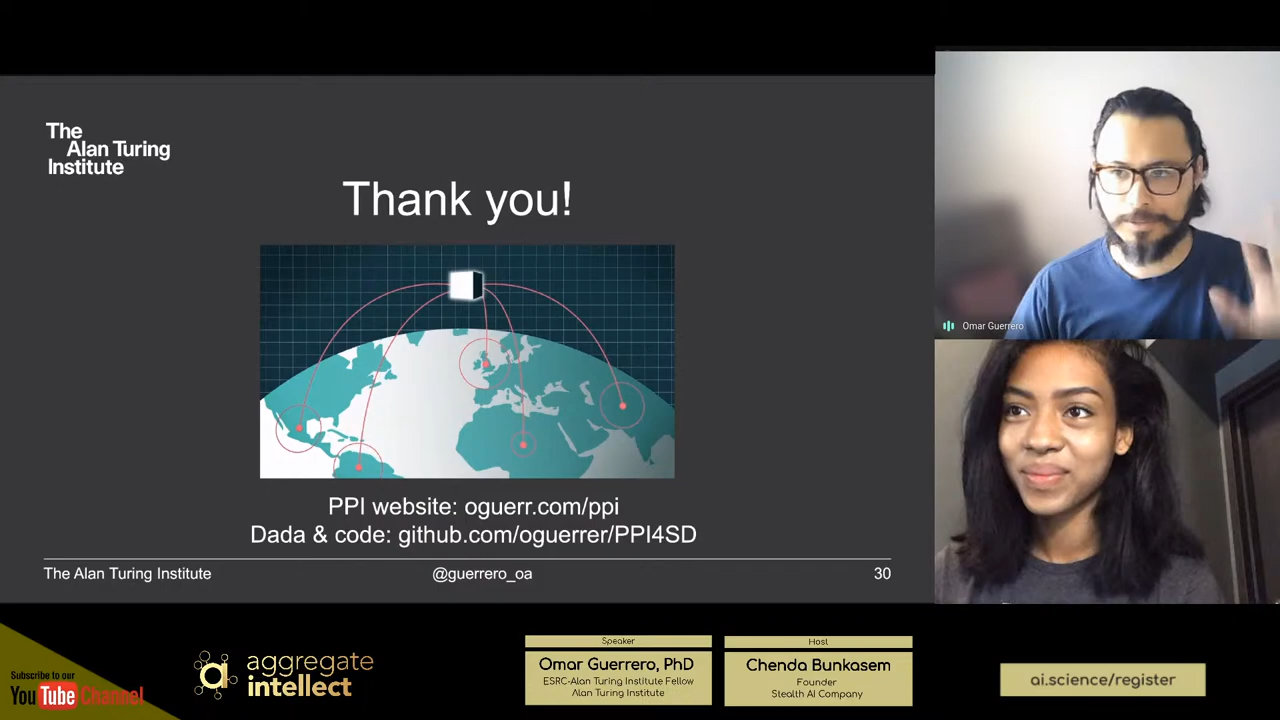 The
Alan Turing
Institute
Thank you!
PPI website: oguerr.com/ppi
Dada & code: github.com/oguerrer/PPI4SD
The Alan Turing Institute
@guerrero_oa
30
Omar Guerrero
Subscribe to our
YouTube Channel
aggregate
intellect
Speaker
Omar Guerrero, PhD
ESRC-Alan Turing Institute Fellow
Alan Turing Institute
Host
Chenda Bunkasem
Founder
Stealth AI Company
ai.science/register